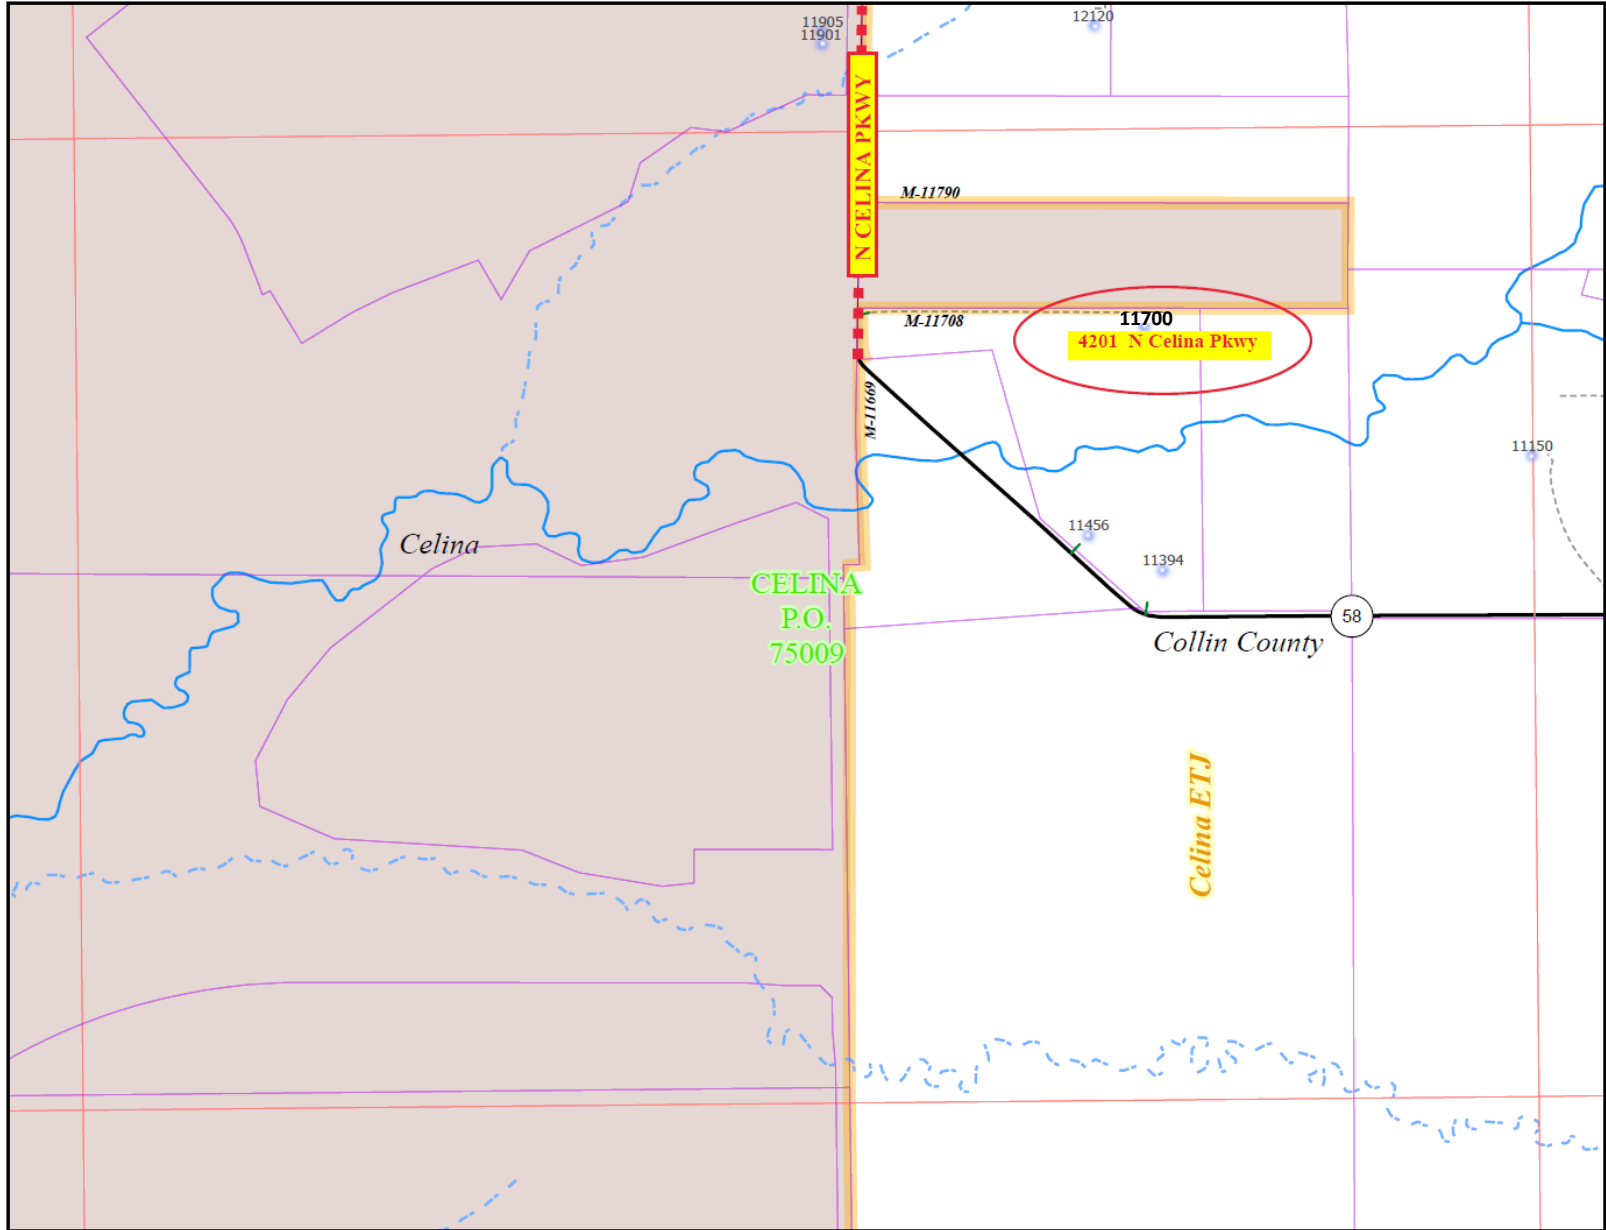 11905
11901
12120
N CELINA PKWY
M-11790
M-11708
11700
4201 N Celina Pkwy
M-11669
11150
11456
11394
Celina
CELINA
P.O.
75009
58
Collin County
Celina ETJ